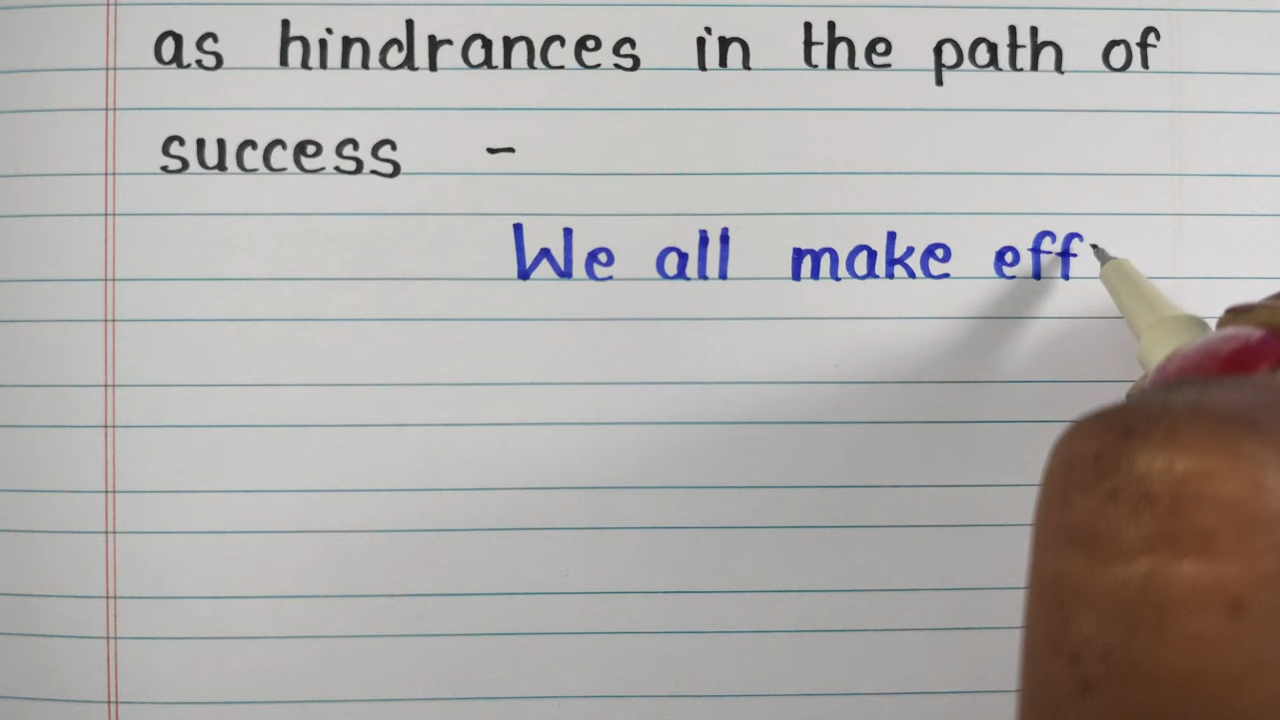 as hindrances in the path of
success -
We all make eff